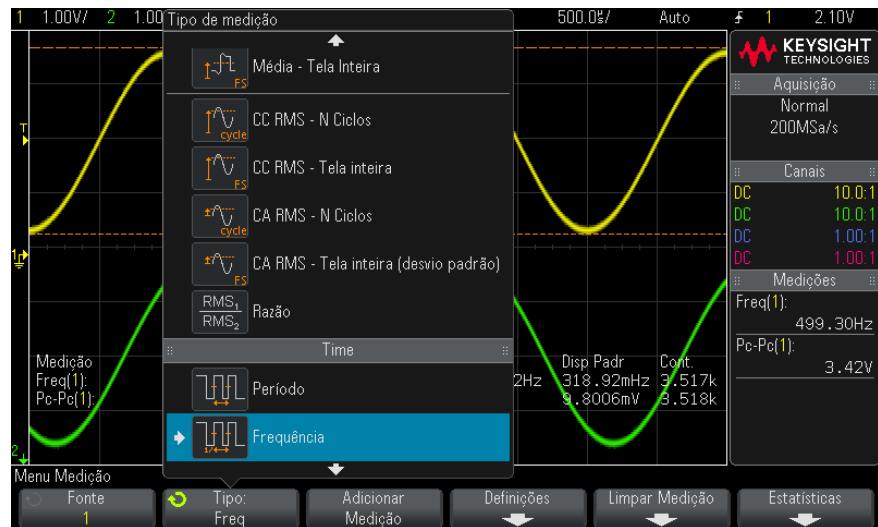 1 1.00V/ 2 1.00 500.0㎲/ Auto 1 2.10V
Tipo de medição
Média - Tela Inteira
FS
CC RMS - N Ciclos
cycle
CC RMS - Tela inteira
FS
CA RMS - N Ciclos
cycle
CA RMS - Tela inteira (desvio padrão)
FS
RMS₁
RMS₂
Razão
Time
Período
1/
Frequência
KEYSIGHT
TECHNOLOGIES
Aquisição
Normal
200MSa/s
Canais
DC 10.0:1
DC 10.0:1
DC 1.00:1
DC 1.00:1
Medições
Freq(1):
499.30Hz
Pc-Pc(1):
3.42V
T
1
2
Medição Disp Padr Cont.
Freq(1): 2Hz 318.92mHz 3.517k
Pc-Pc(1): 9.8006mV 3.518k
Menu Medição
Fonte
1
Tipo:
Freq
Adicionar
Medição
Definições
Limpar Medição
Estatísticas